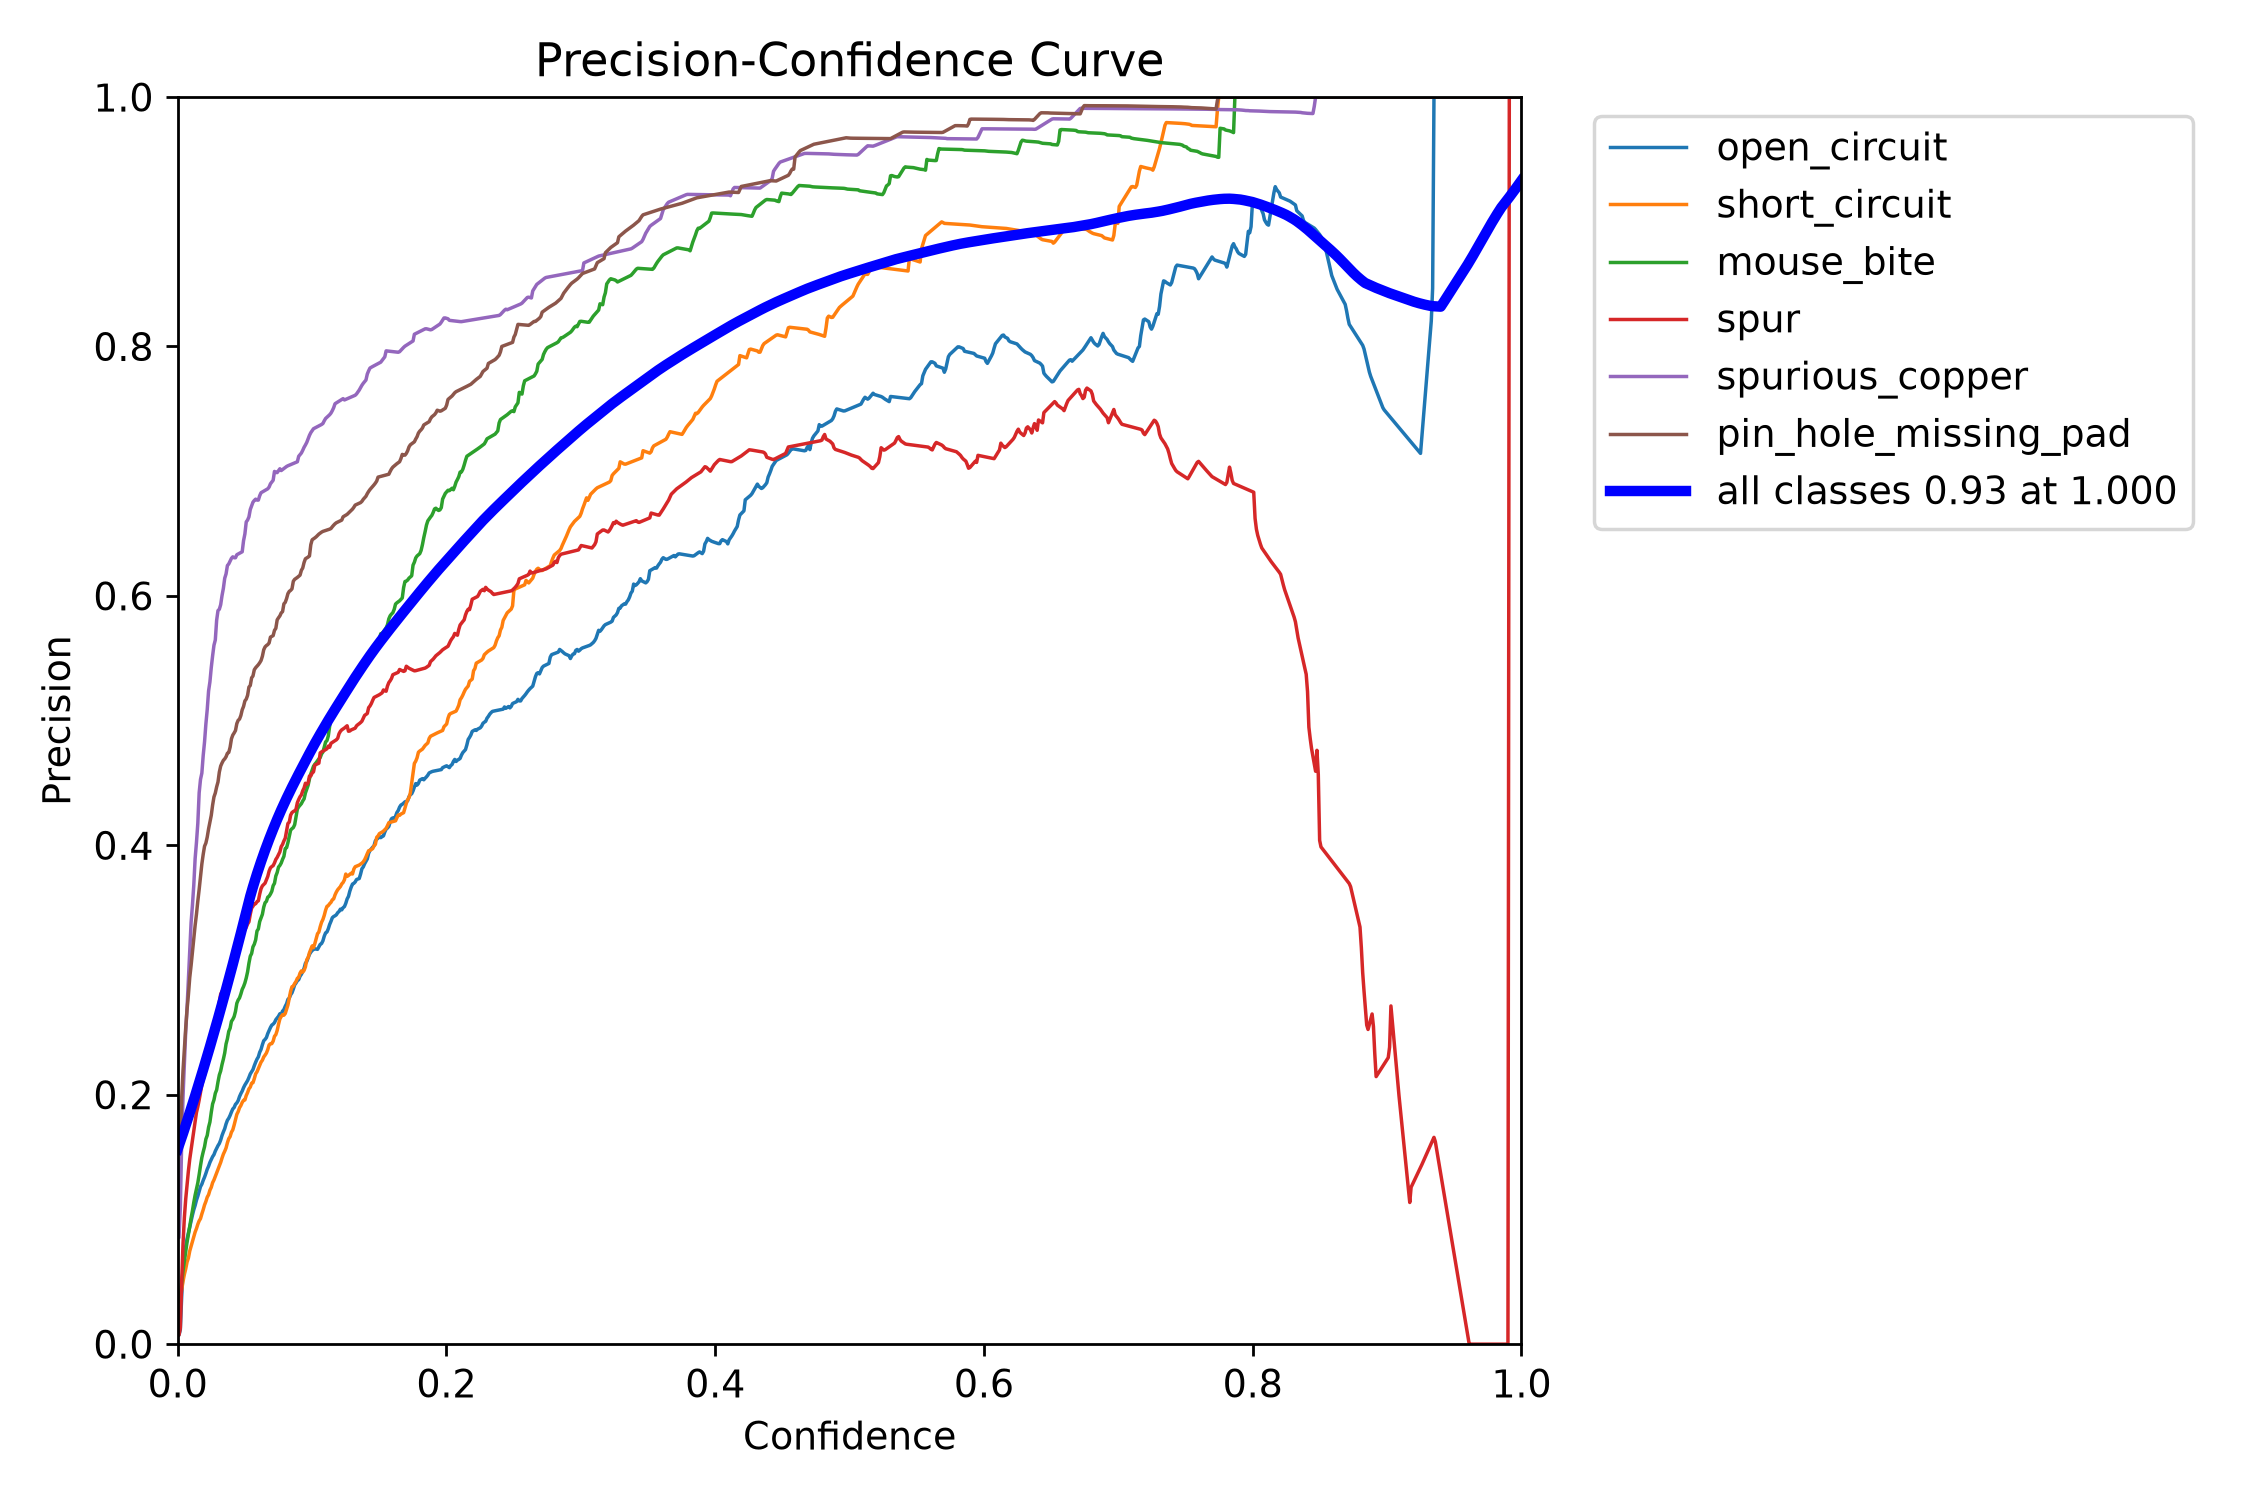 Precision-Confidence Curve
1.0
0.8
0.6
0.4
0.2
0.0
Precision
0.0 0.2 0.4 0.6 0.8 1.0
Confidence
open_circuit
short_circuit
mouse_bite
spur
spurious_copper
pin_hole_missing_pad
all classes 0.93 at 1.000